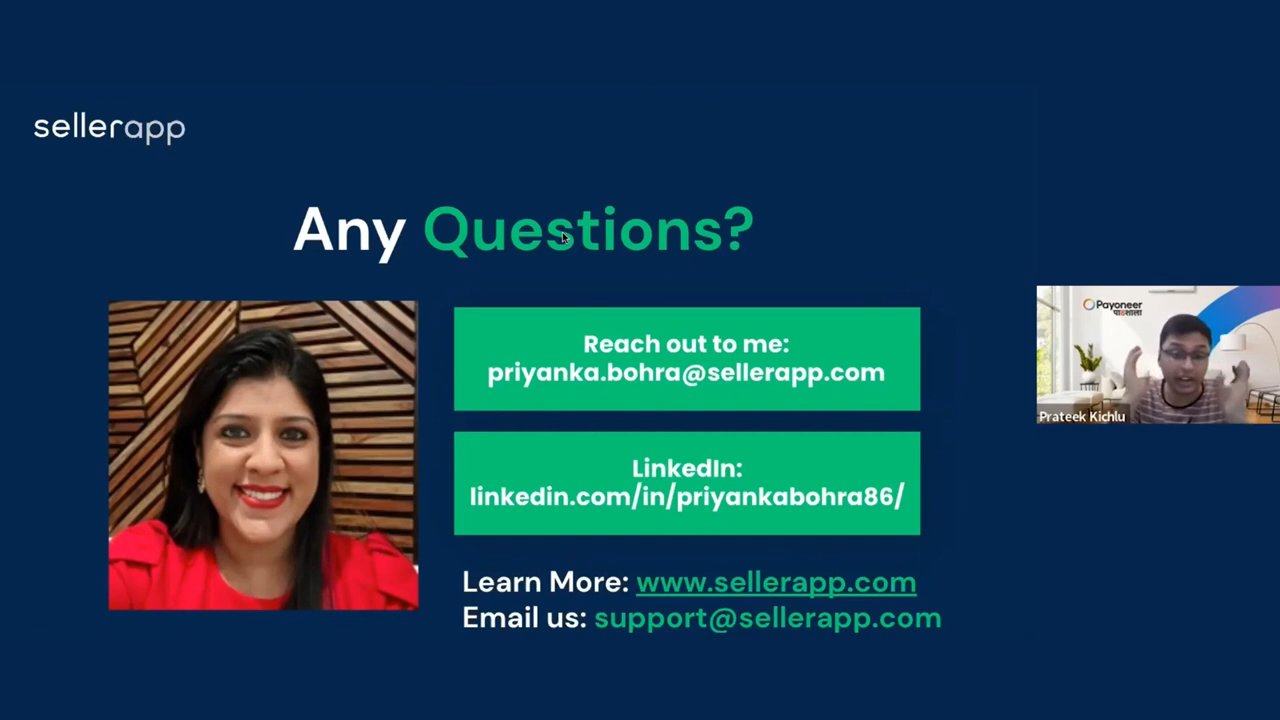 sellerapp
Any Questions?
Reach out to me:
priyanka.bohra@sellerapp.com
LinkedIn:
linkedin.com/in/priyankabohra86/
Learn More: www.sellerapp.com
Email us: support@sellerapp.com
Payoneer
पाठशाला
Prateek Kichlu